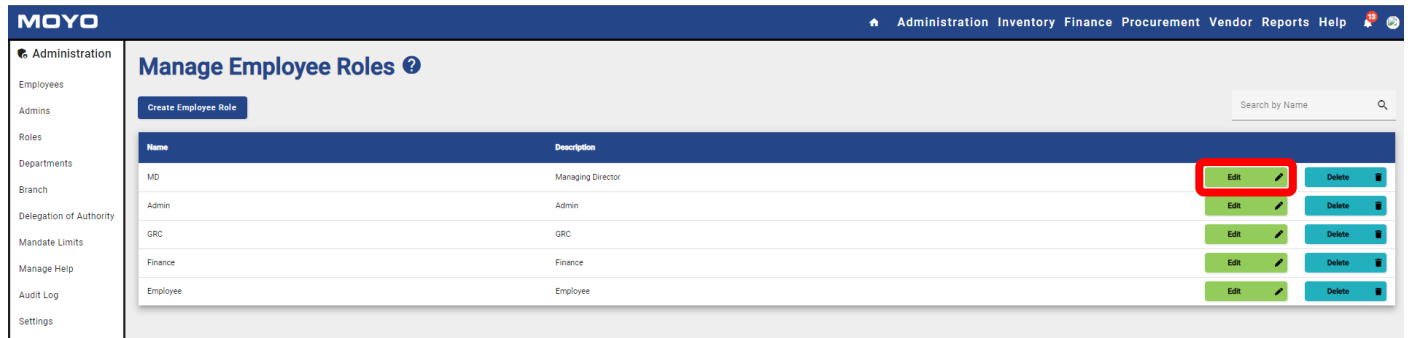 MOYO
Administration Inventory Finance Procurement Vendor Reports Help 13
Administration
Employees
Admins
Roles
Departments
Branch
Delegation of Authority
Mandate Limits
Manage Help
Audit Log
Settings
Manage Employee Roles ?
Create Employee Role
Search by Name
Name Description
MD Managing Director Edit Delete
Admin Admin Edit Delete
GRC GRC Edit Delete
Finance Finance Edit Delete
Employee Employee Edit Delete